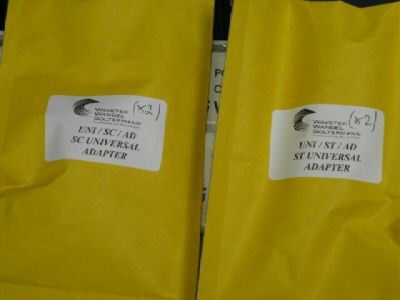 WAVETEK
WANDEL
GOLTERMANN
(x2)
UNI / SC / AD
SC UNIVERSAL
ADAPTER
WAVETEK
WANDEL
GOLTERMANN
(x2)
UNI / ST / AD
ST UNIVERSAL
ADAPTER